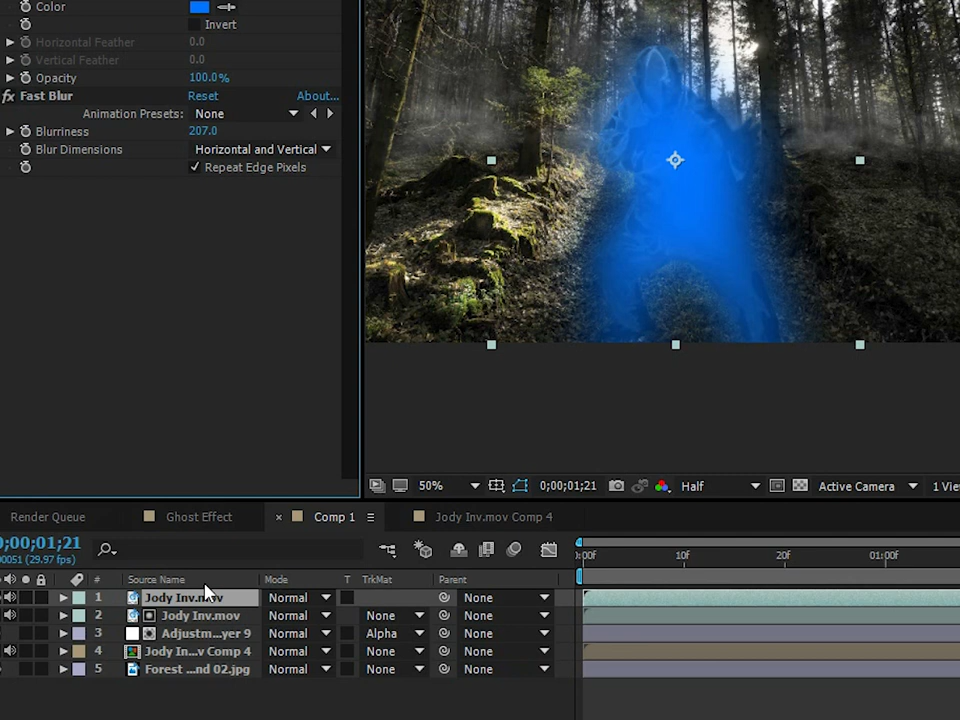 Color
Invert
Horizontal Feather 0.0
Vertical Feather 0.0
Opacity 100.0%
fx Fast Blur Reset About...
Animation Presets: None
Blurriness 207.0
Blur Dimensions Horizontal and Vertical
Repeat Edge Pixels
50% 0;00;01;21 Half Active Camera 1 Vie
Render Queue Ghost Effect × Comp 1 Jody Inv.mov Comp 4
0;00;01;21
00051 (29.97 fps)
:00f 10f 20f 01:00f
# Source Name Mode T TrkMat Parent
1 Jody Inv.mov Normal None
2 Jody Inv.mov Normal None None
3 Adjustm...yer 9 Normal Alpha None
4 Jody In...v Comp 4 Normal None None
5 Forest ...nd 02.jpg Normal None None